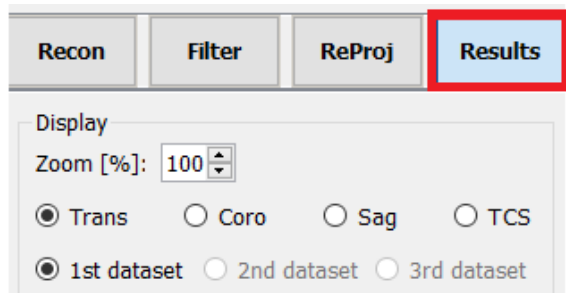 Recon Filter ReProj Results
Display
Zoom [%]: 100
Trans Coro Sag TCS
1st dataset 2nd dataset 3rd dataset